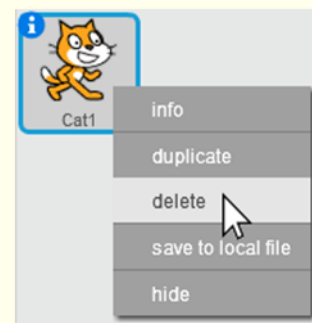 i
Cat1
info
duplicate
delete
save to local file
hide